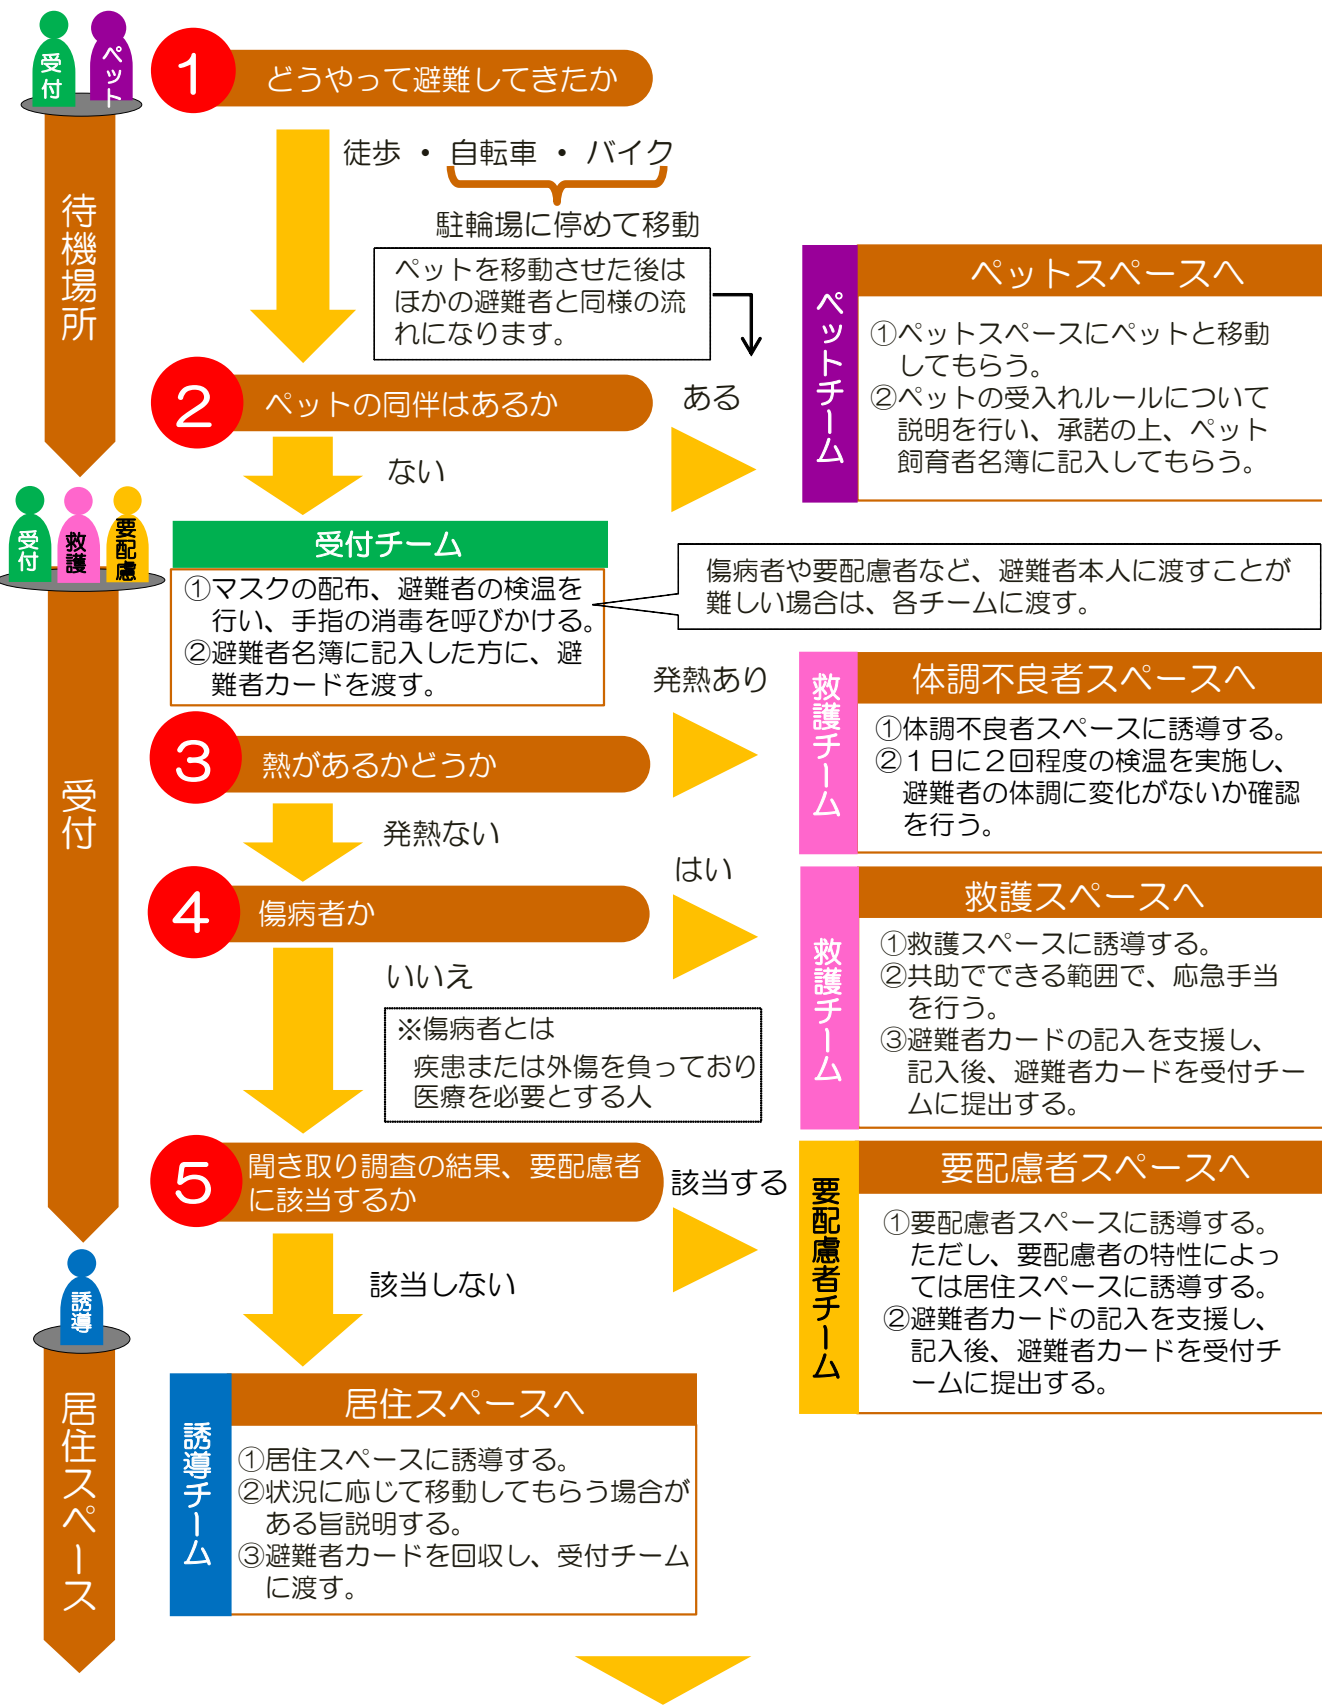 受付
ペット
待機場所
1
どうやって避難してきたか
徒歩 ・ 自転車 ・ バイク
駐輪場に停めて移動
ペットを移動させた後は
ほかの避難者と同様の流
れになります。
2
ペットの同伴はあるか
ある
ない
ペットチーム
ペットスペースへ
①ペットスペースにペットと移動
してもらう。
②ペットの受入れルールについて
説明を行い、承諾の上、ペット
飼育者名簿に記入してもらう。
受付
救護
要配慮
受付
受付チーム
①マスクの配布、避難者の検温を
行い、手指の消毒を呼びかける。
②避難者名簿に記入した方に、避
難者カードを渡す。
傷病者や要配慮者など、避難者本人に渡すことが
難しい場合は、各チームに渡す。
3
熱があるかどうか
発熱あり
発熱ない
救護チーム
体調不良者スペースへ
①体調不良者スペースに誘導する。
②１日に２回程度の検温を実施し、
避難者の体調に変化がないか確認
を行う。
4
傷病者か
はい
いいえ
※傷病者とは
疾患または外傷を負っており
医療を必要とする人
救護チーム
救護スペースへ
①救護スペースに誘導する。
②共助でできる範囲で、応急手当
を行う。
③避難者カードの記入を支援し、
記入後、避難者カードを受付チー
ムに提出する。
5
聞き取り調査の結果、要配慮者
に該当するか
該当する
該当しない
要配慮者チーム
要配慮者スペースへ
①要配慮者スペースに誘導する。
ただし、要配慮者の特性によっ
ては居住スペースに誘導する。
②避難者カードの記入を支援し、
記入後、避難者カードを受付チ
ームに提出する。
誘導
居住スペース
誘導チーム
居住スペースへ
①居住スペースに誘導する。
②状況に応じて移動してもらう場合が
ある旨説明する。
③避難者カードを回収し、受付チーム
に渡す。